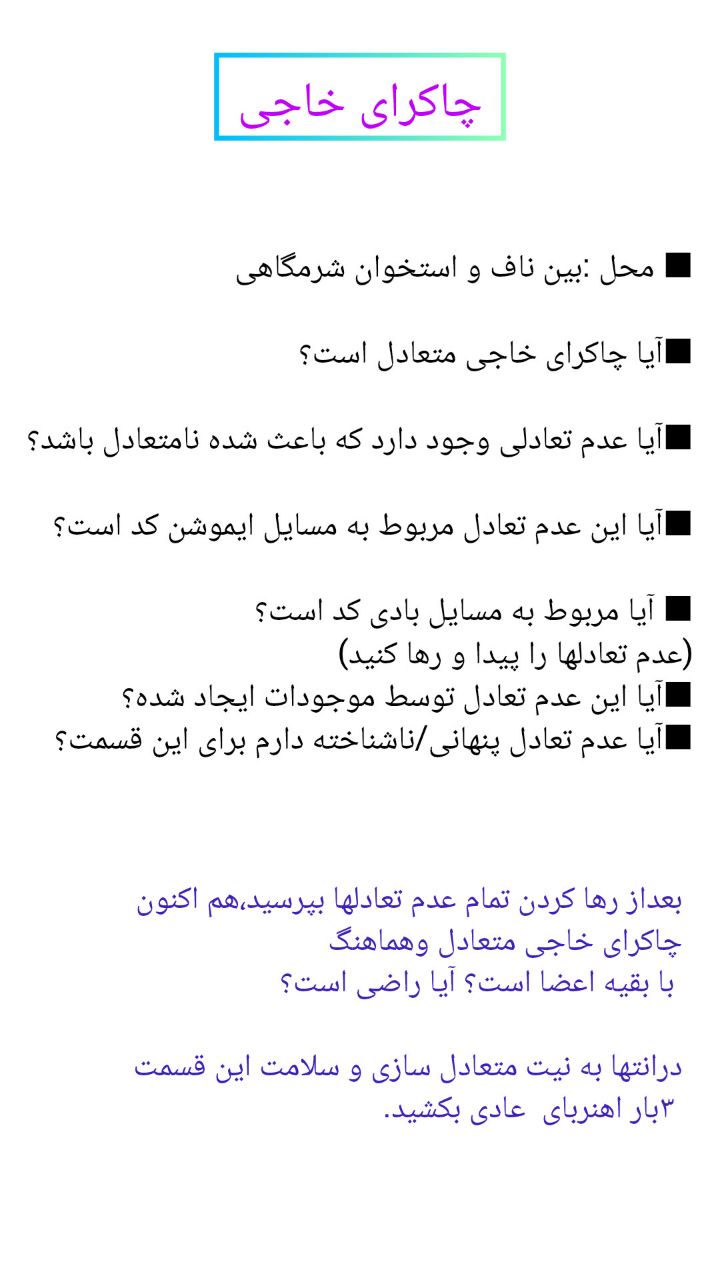 چاکرای خاجی
■ محل :بین ناف و استخوان شرمگاهی
■آیا چاکرای خاجی متعادل است؟
■آیا عدم تعادلی وجود دارد که باعث شده نامتعادل باشد؟
■آیا این عدم تعادل مربوط به مسایل ایموشن کد است؟
■ آیا مربوط به مسایل بادی کد است؟
(عدم تعادلها را پیدا و رها کنید)
■آیا این عدم تعادل توسط موجودات ایجاد شده؟
■آیا عدم تعادل پنهانی/ناشناخته دارم برای این قسمت؟
بعداز رها کردن تمام عدم تعادلها بپرسید،هم اکنون
چاکرای خاجی متعادل وهماهنگ
با بقیه اعضا است؟ آیا راضی است؟
درانتها به نیت متعادل سازی و سلامت این قسمت
۳بار اهنربای عادی بکشید.